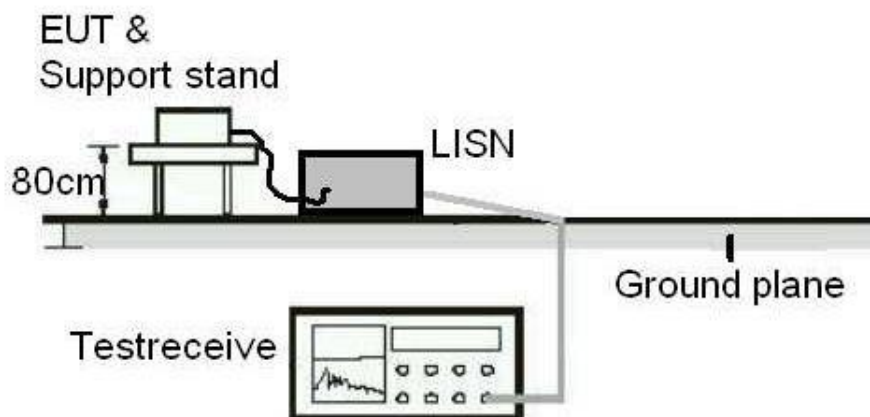 EUT &
Support stand
LISN
80cm
Ground plane
Testreceive